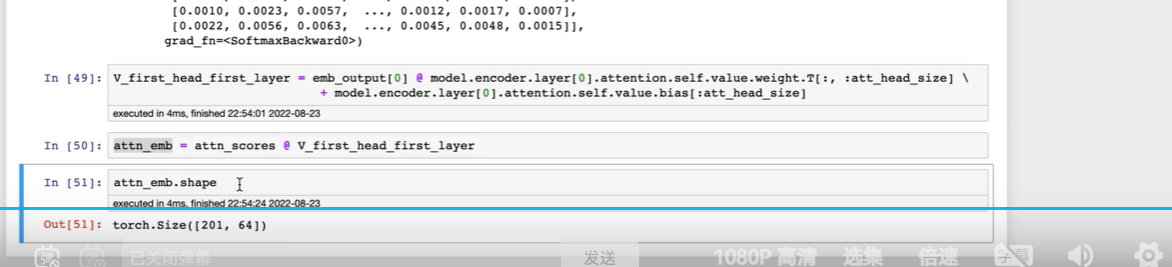 [0.0010, 0.0023, 0.0057, ..., 0.0012, 0.0017, 0.0007],
[0.0022, 0.0056, 0.0063, ..., 0.0045, 0.0048, 0.0015]],
grad_fn=<SoftmaxBackward0>)
In [49]: V_first_head_first_layer = emb_output[0] @ model.encoder.layer[0].attention.self.value.weight.T[:, :att_head_size] \
+ model.encoder.layer[0].attention.self.value.bias[:att_head_size]
executed in 4ms, finished 22:54:01 2022-08-23
In [50]: attn_emb = attn_scores @ V_first_head_first_layer
In [51]: attn_emb.shape
executed in 4ms, finished 22:54:24 2022-08-23
Out[51]: torch.Size([201, 64])
弹 弹 已关闭弹幕 发送 1080P 高清 选集 倍速 字幕